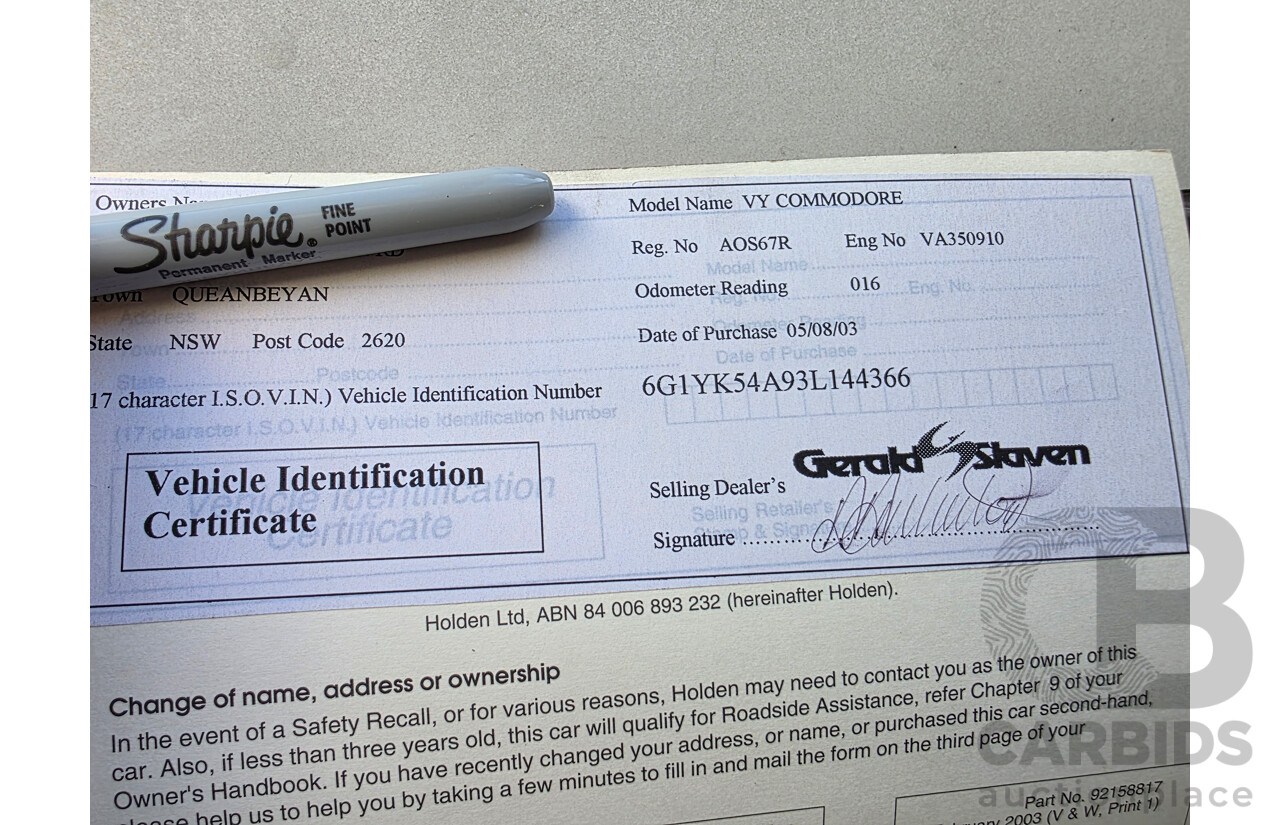 Owners
Model Name VY COMMODORE
Sharpie® FINE POINT
Permanent Marker
Reg. No AOS67R Eng No VA350910
Model Name
Town QUEANBEYAN
Odometer Reading 016
Reg. No. Eng. No.
Address
State NSW Post Code 2620
Date of Purchase 05/08/03
Odometer Reading
Town
Date of Purchase
State Postcode
17 character I.S.O.V.I.N.) Vehicle Identification Number
6G1YK54A93L144366
(17 character I.S.O.V.I.N.) Vehicle Identification Number
Vehicle Identification
Certificate
Vehicle Identification
Certificate
Gerald Slaven
Selling Dealer's
Selling Retailer's
Stamp & Signature
Signature
Holden Ltd, ABN 84 006 893 232 (hereinafter Holden).
Change of name, address or ownership
In the event of a Safety Recall, or for various reasons, Holden may need to contact you as the owner of this
car. Also, if less than three years old, this car will qualify for Roadside Assistance, refer Chapter 9 of your
Owner's Handbook. If you have recently changed your address, or name, or purchased this car second-hand,
please help us to help you by taking a few minutes to fill in and mail the form on the third page of your
Part No. 92158817
2003 (V & W, Print 1)
CB
CARBIDS
auction place